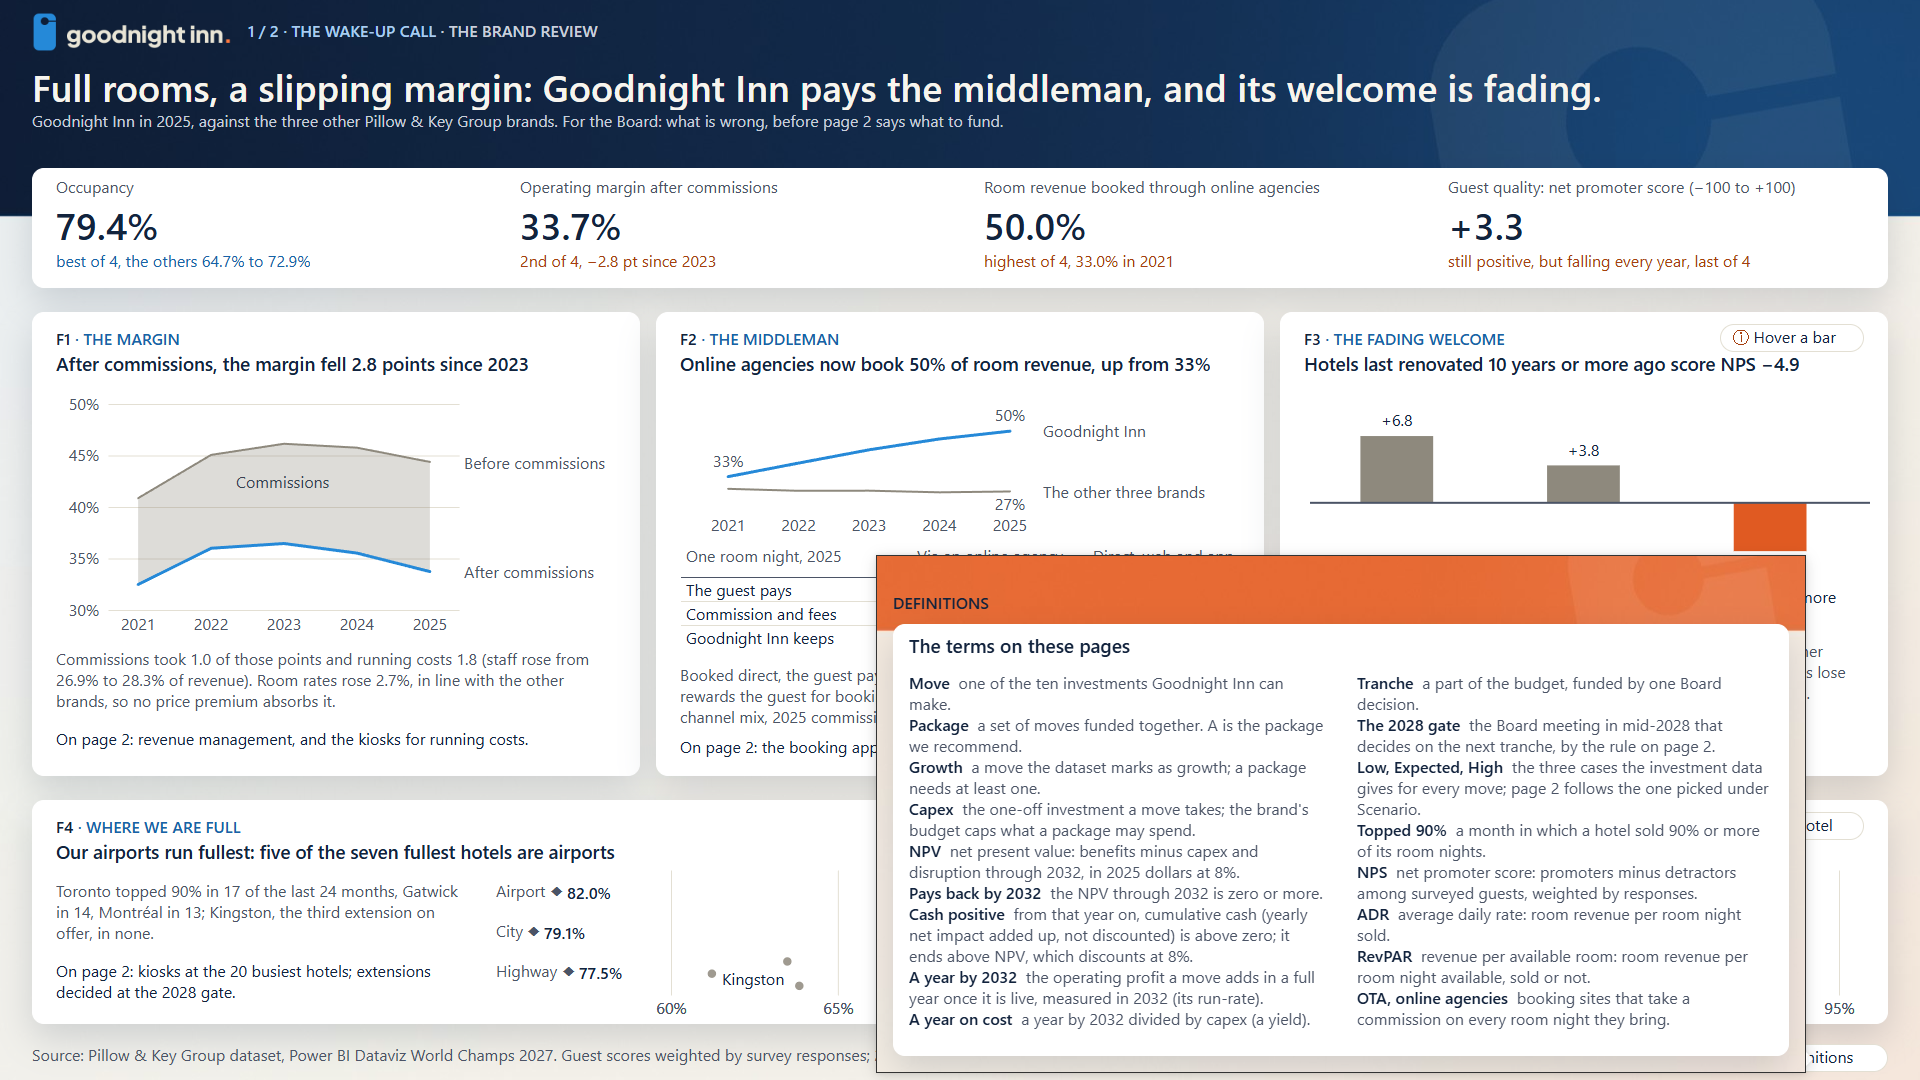 goodnight inn.
1 / 2 · THE WAKE-UP CALL · THE BRAND REVIEW
Full rooms, a slipping margin: Goodnight Inn pays the middleman, and its welcome is fading.
Goodnight Inn in 2025, against the three other Pillow & Key Group brands. For the Board: what is wrong, before page 2 says what to fund.
Occupancy
79.4%
best of 4, the others 64.7% to 72.9%
Operating margin after commissions
33.7%
2nd of 4, −2.8 pt since 2023
Room revenue booked through online agencies
50.0%
highest of 4, 33.0% in 2021
Guest quality: net promoter score (−100 to +100)
+3.3
still positive, but falling every year, last of 4
F1 · THE MARGIN
After commissions, the margin fell 2.8 points since 2023
50%
45%
40%
35%
30%
Commissions
Before commissions
After commissions
2021 2022 2023 2024 2025
Commissions took 1.0 of those points and running costs 1.8 (staff rose from
26.9% to 28.3% of revenue). Room rates rose 2.7%, in line with the other
brands, so no price premium absorbs it.
On page 2: revenue management, and the kiosks for running costs.
F2 · THE MIDDLEMAN
Online agencies now book 50% of room revenue, up from 33%
33%
50%
Goodnight Inn
The other three brands
27%
2021 2022 2023 2024 2025
One room night, 2025 Via an online agency Direct, web and app
The guest pays
Commission and fees
Goodnight Inn keeps
Booked direct, the guest pay
rewards the guest for booki
channel mix, 2025 commissi
On page 2: the booking app
F3 · THE FADING WELCOME
Hover a bar
Hotels last renovated 10 years or more ago score NPS −4.9
+6.8
+3.8
more
her
s lose
F4 · WHERE WE ARE FULL
Our airports run fullest: five of the seven fullest hotels are airports
Toronto topped 90% in 17 of the last 24 months, Gatwick
in 14, Montréal in 13; Kingston, the third extension on
offer, in none.
On page 2: kiosks at the 20 busiest hotels; extensions
decided at the 2028 gate.
Airport 82.0%
City 79.1%
Highway 77.5%
Kingston
60% 65%
otel
95%
Source: Pillow & Key Group dataset, Power BI Dataviz World Champs 2027. Guest scores weighted by survey responses;
nitions
DEFINITIONS
The terms on these pages
Move one of the ten investments Goodnight Inn can
make.
Package a set of moves funded together. A is the package
we recommend.
Growth a move the dataset marks as growth; a package
needs at least one.
Capex the one-off investment a move takes; the brand's
budget caps what a package may spend.
NPV net present value: benefits minus capex and
disruption through 2032, in 2025 dollars at 8%.
Pays back by 2032 the NPV through 2032 is zero or more.
Cash positive from that year on, cumulative cash (yearly
net impact added up, not discounted) is above zero; it
ends above NPV, which discounts at 8%.
A year by 2032 the operating profit a move adds in a full
year once it is live, measured in 2032 (its run-rate).
A year on cost a year by 2032 divided by capex (a yield).
Tranche a part of the budget, funded by one Board
decision.
The 2028 gate the Board meeting in mid-2028 that
decides on the next tranche, by the rule on page 2.
Low, Expected, High the three cases the investment data
gives for every move; page 2 follows the one picked under
Scenario.
Topped 90% a month in which a hotel sold 90% or more
of its room nights.
NPS net promoter score: promoters minus detractors
among surveyed guests, weighted by responses.
ADR average daily rate: room revenue per room night
sold.
RevPAR revenue per available room: room revenue per
room night available, sold or not.
OTA, online agencies booking sites that take a
commission on every room night they bring.